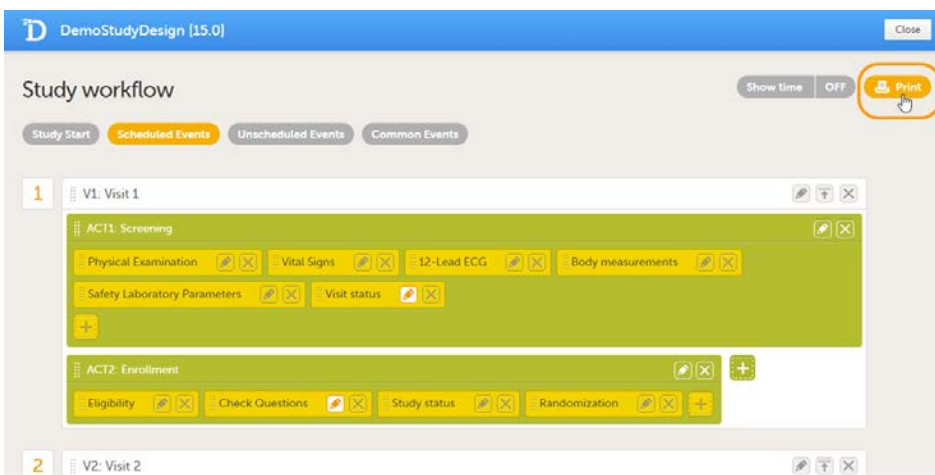 DemoStudyDesign [15.0]
Close
Study workflow
Show time OFF
Print
Study Start Scheduled Events Unscheduled Events Common Events
1 V1: Visit 1
ACT1: Screening
Physical Examination Vital Signs 12-Lead ECG Body measurements
Safety Laboratory Parameters Visit status
ACT2: Enrollment
Eligibility Check Questions Study status Randomization
2 V2: Visit 2